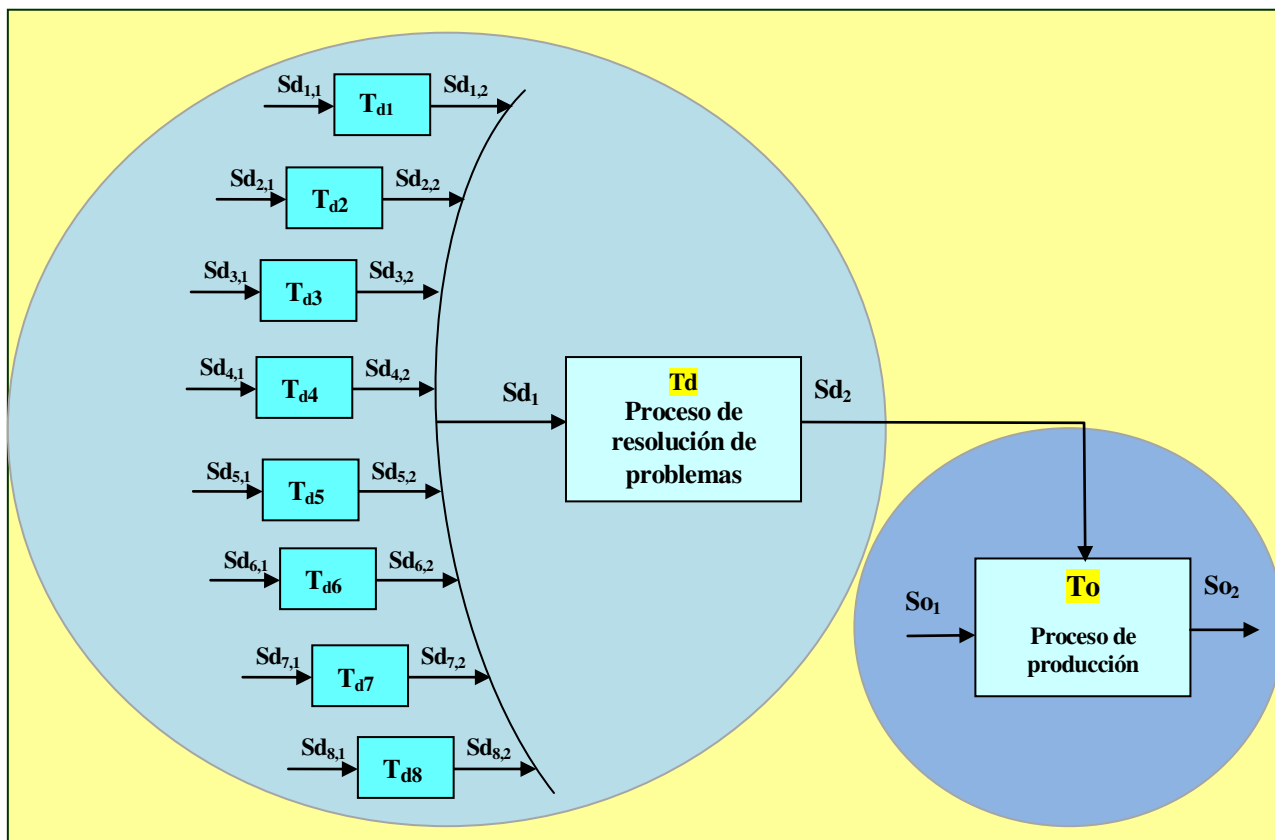 Sd1,1 Td1 Sd1,2
Sd2,1 Td2 Sd2,2
Sd3,1 Td3 Sd3,2
Sd4,1 Td4 Sd4,2
Sd5,1 Td5 Sd5,2
Sd6,1 Td6 Sd6,2
Sd7,1 Td7 Sd7,2
Sd8,1 Td8 Sd8,2
Sd1
Td
Proceso de
resolución de
problemas
Sd2
So1
To
Proceso de
producción
So2